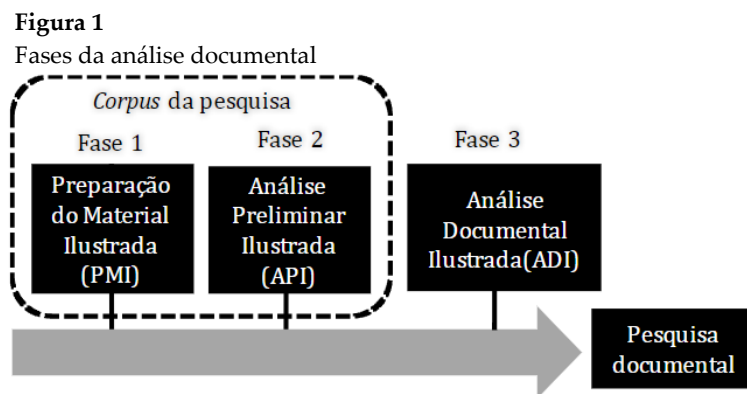 Figura 1
Fases da análise documental
Corpus da pesquisa
Fase 1
Fase 2
Fase 3
Preparação
do Material
Ilustrada
(PMI)
Análise
Preliminar
Ilustrada
(API)
Análise
Documental
Ilustrada(ADI)
Pesquisa
documental